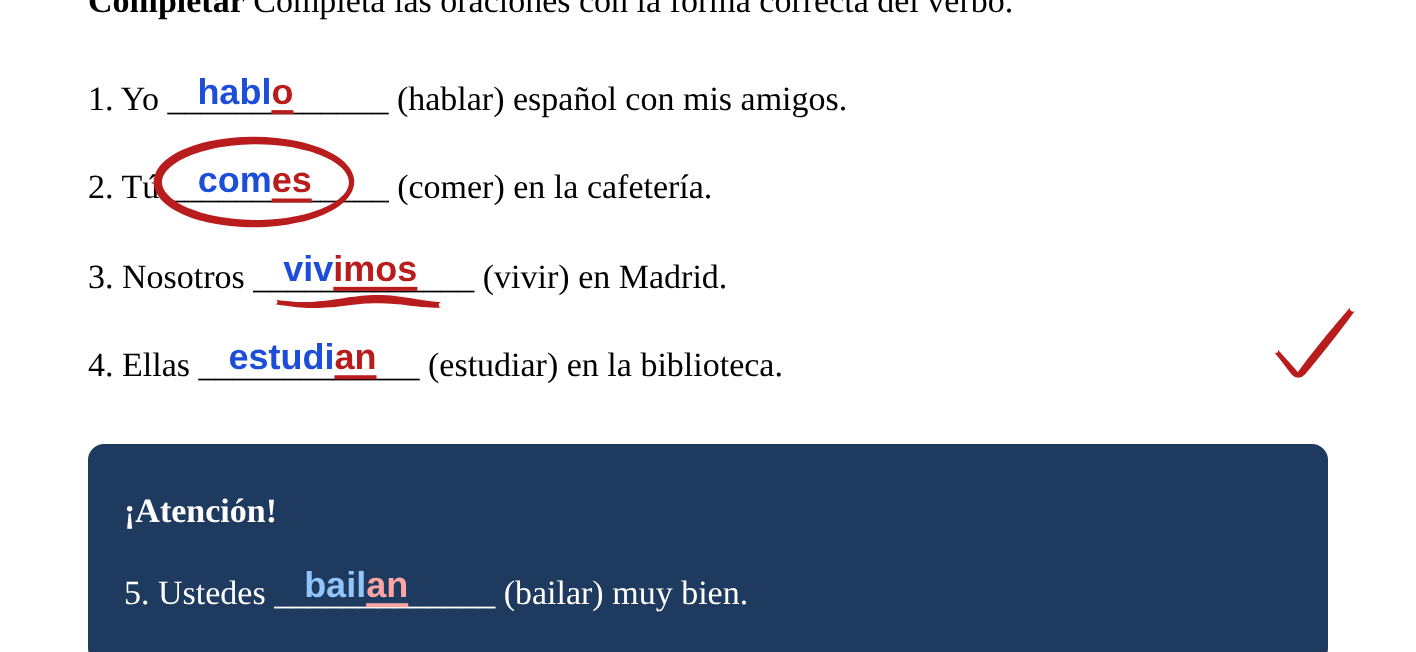 Completar Completa las oraciones con la forma correcta del verbo.
1. Yo hablo (hablar) español con mis amigos.
2. Tú comes (comer) en la cafetería.
3. Nosotros vivimos (vivir) en Madrid.
4. Ellas estudian (estudiar) en la biblioteca.
¡Atención!
5. Ustedes bailan (bailar) muy bien.